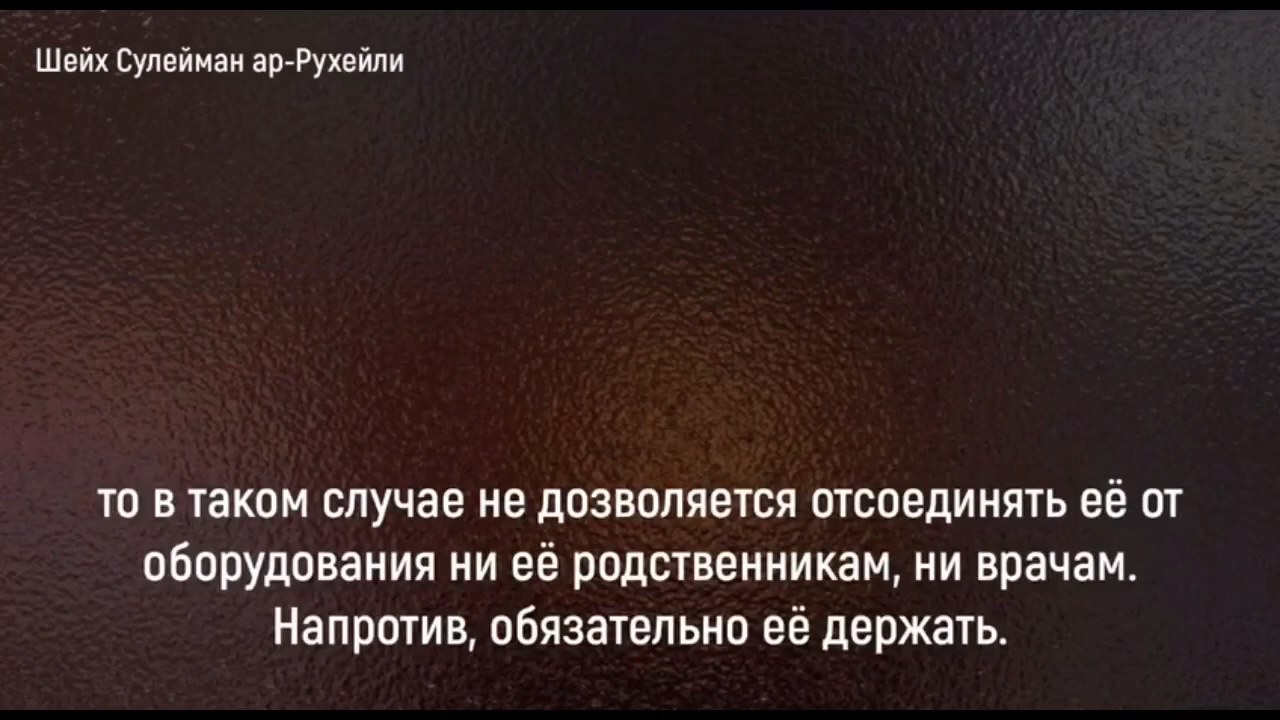 Шейх Сулейман ар-Рухейли
то в таком случае не дозволяется отсоединять её от
оборудования ни её родственникам, ни врачам.
Напротив, обязательно её держать.